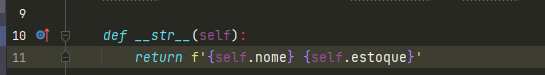 9
10 def __str__(self):
11 return f'{self.nome} {self.estoque}'